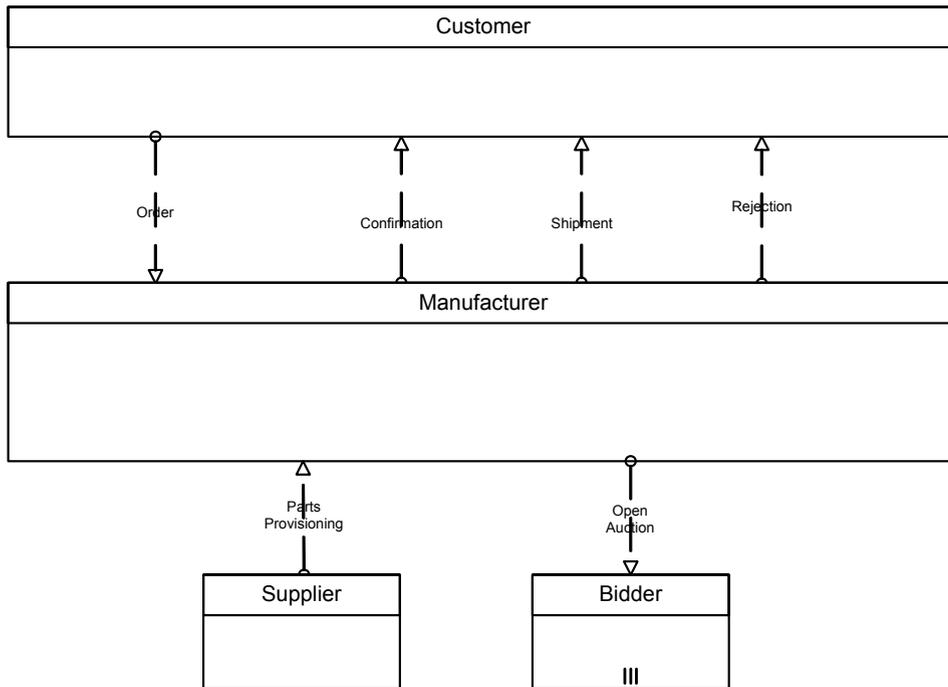 Customer
Order
Confirmation
Shipment
Rejection
Manufacturer
Parts
Provisioning
Open
Auction
Supplier
Bidder